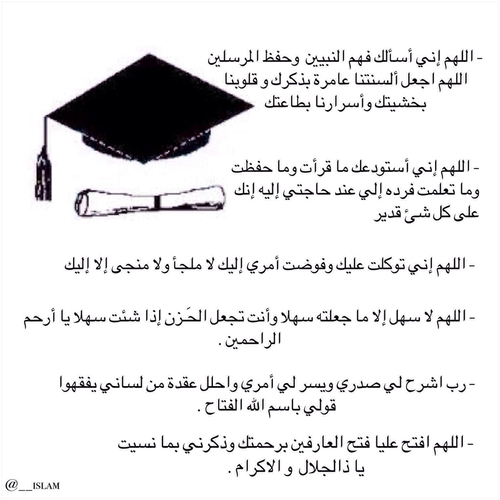 - اللهم إني أسألك فهم النبيين وحفظ المرسلين
اللهم اجعل ألسنتنا عامرة بذكرك و قلوبنا
بخشيتك وأسرارنا بطاعتك
- اللهم إني أستودعك ما قرأت وما حفظت
وما تعلمت فرده إلي عند حاجتي إليه إنك
على كل شئ قدير
- اللهم إني توكلت عليك وفوضت أمري إليك لا ملجأ ولا منجى إلا إليك
- اللهم لا سهل إلا ما جعلته سهلا وأنت تجعل الحَزن إذا شئت سهلا يا أرحم
الراحمين .
- رب اشرح لي صدري ويسر لي أمري واحلل عقدة من لساني يفقهوا
قولي باسم الله الفتاح .
- اللهم افتح عليا فتح العارفين برحمتك وذكرني بما نسيت
يا ذالجلال و الاكرام .
@__ISLAM